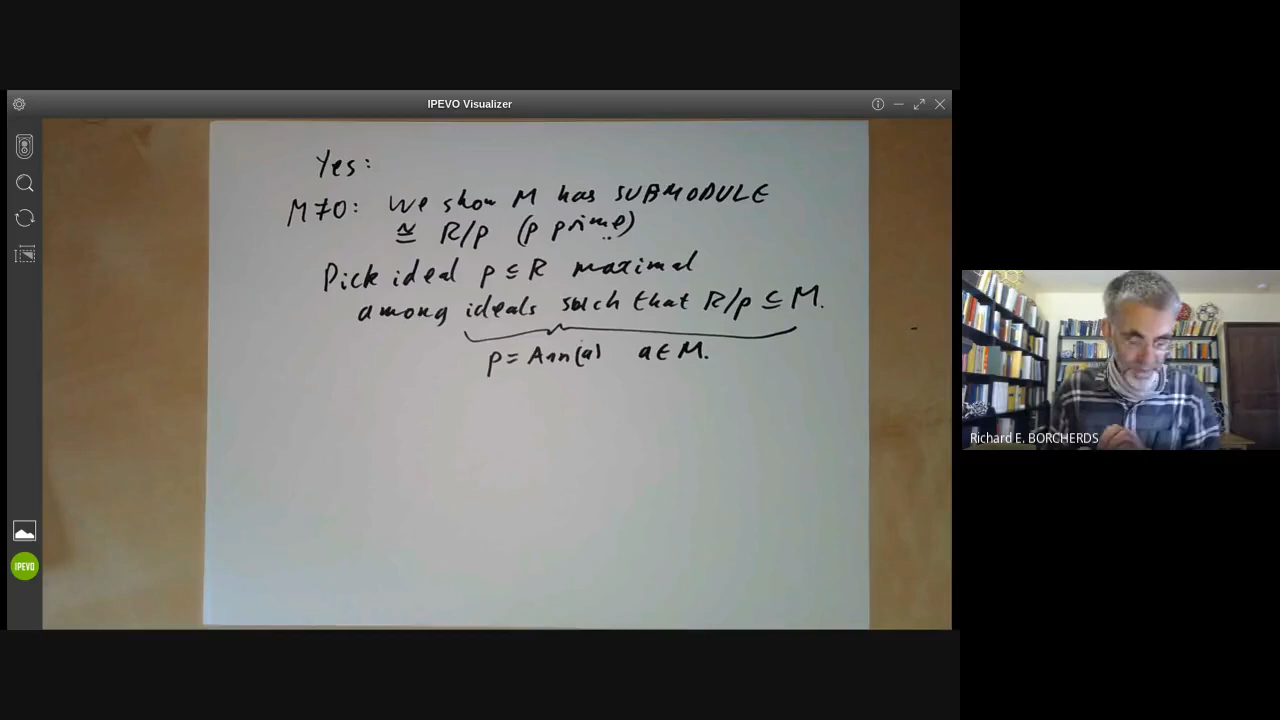 IPEVO Visualizer
Yes:
M≠0: We show M has SUBMODULE
≅ R/p (p prime)
Pick ideal p ⊆ R maximal
among ideals such that R/p ⊆ M.
p = Ann(a) a ∈ M.
IPEVO
Richard E. BORCHERDS